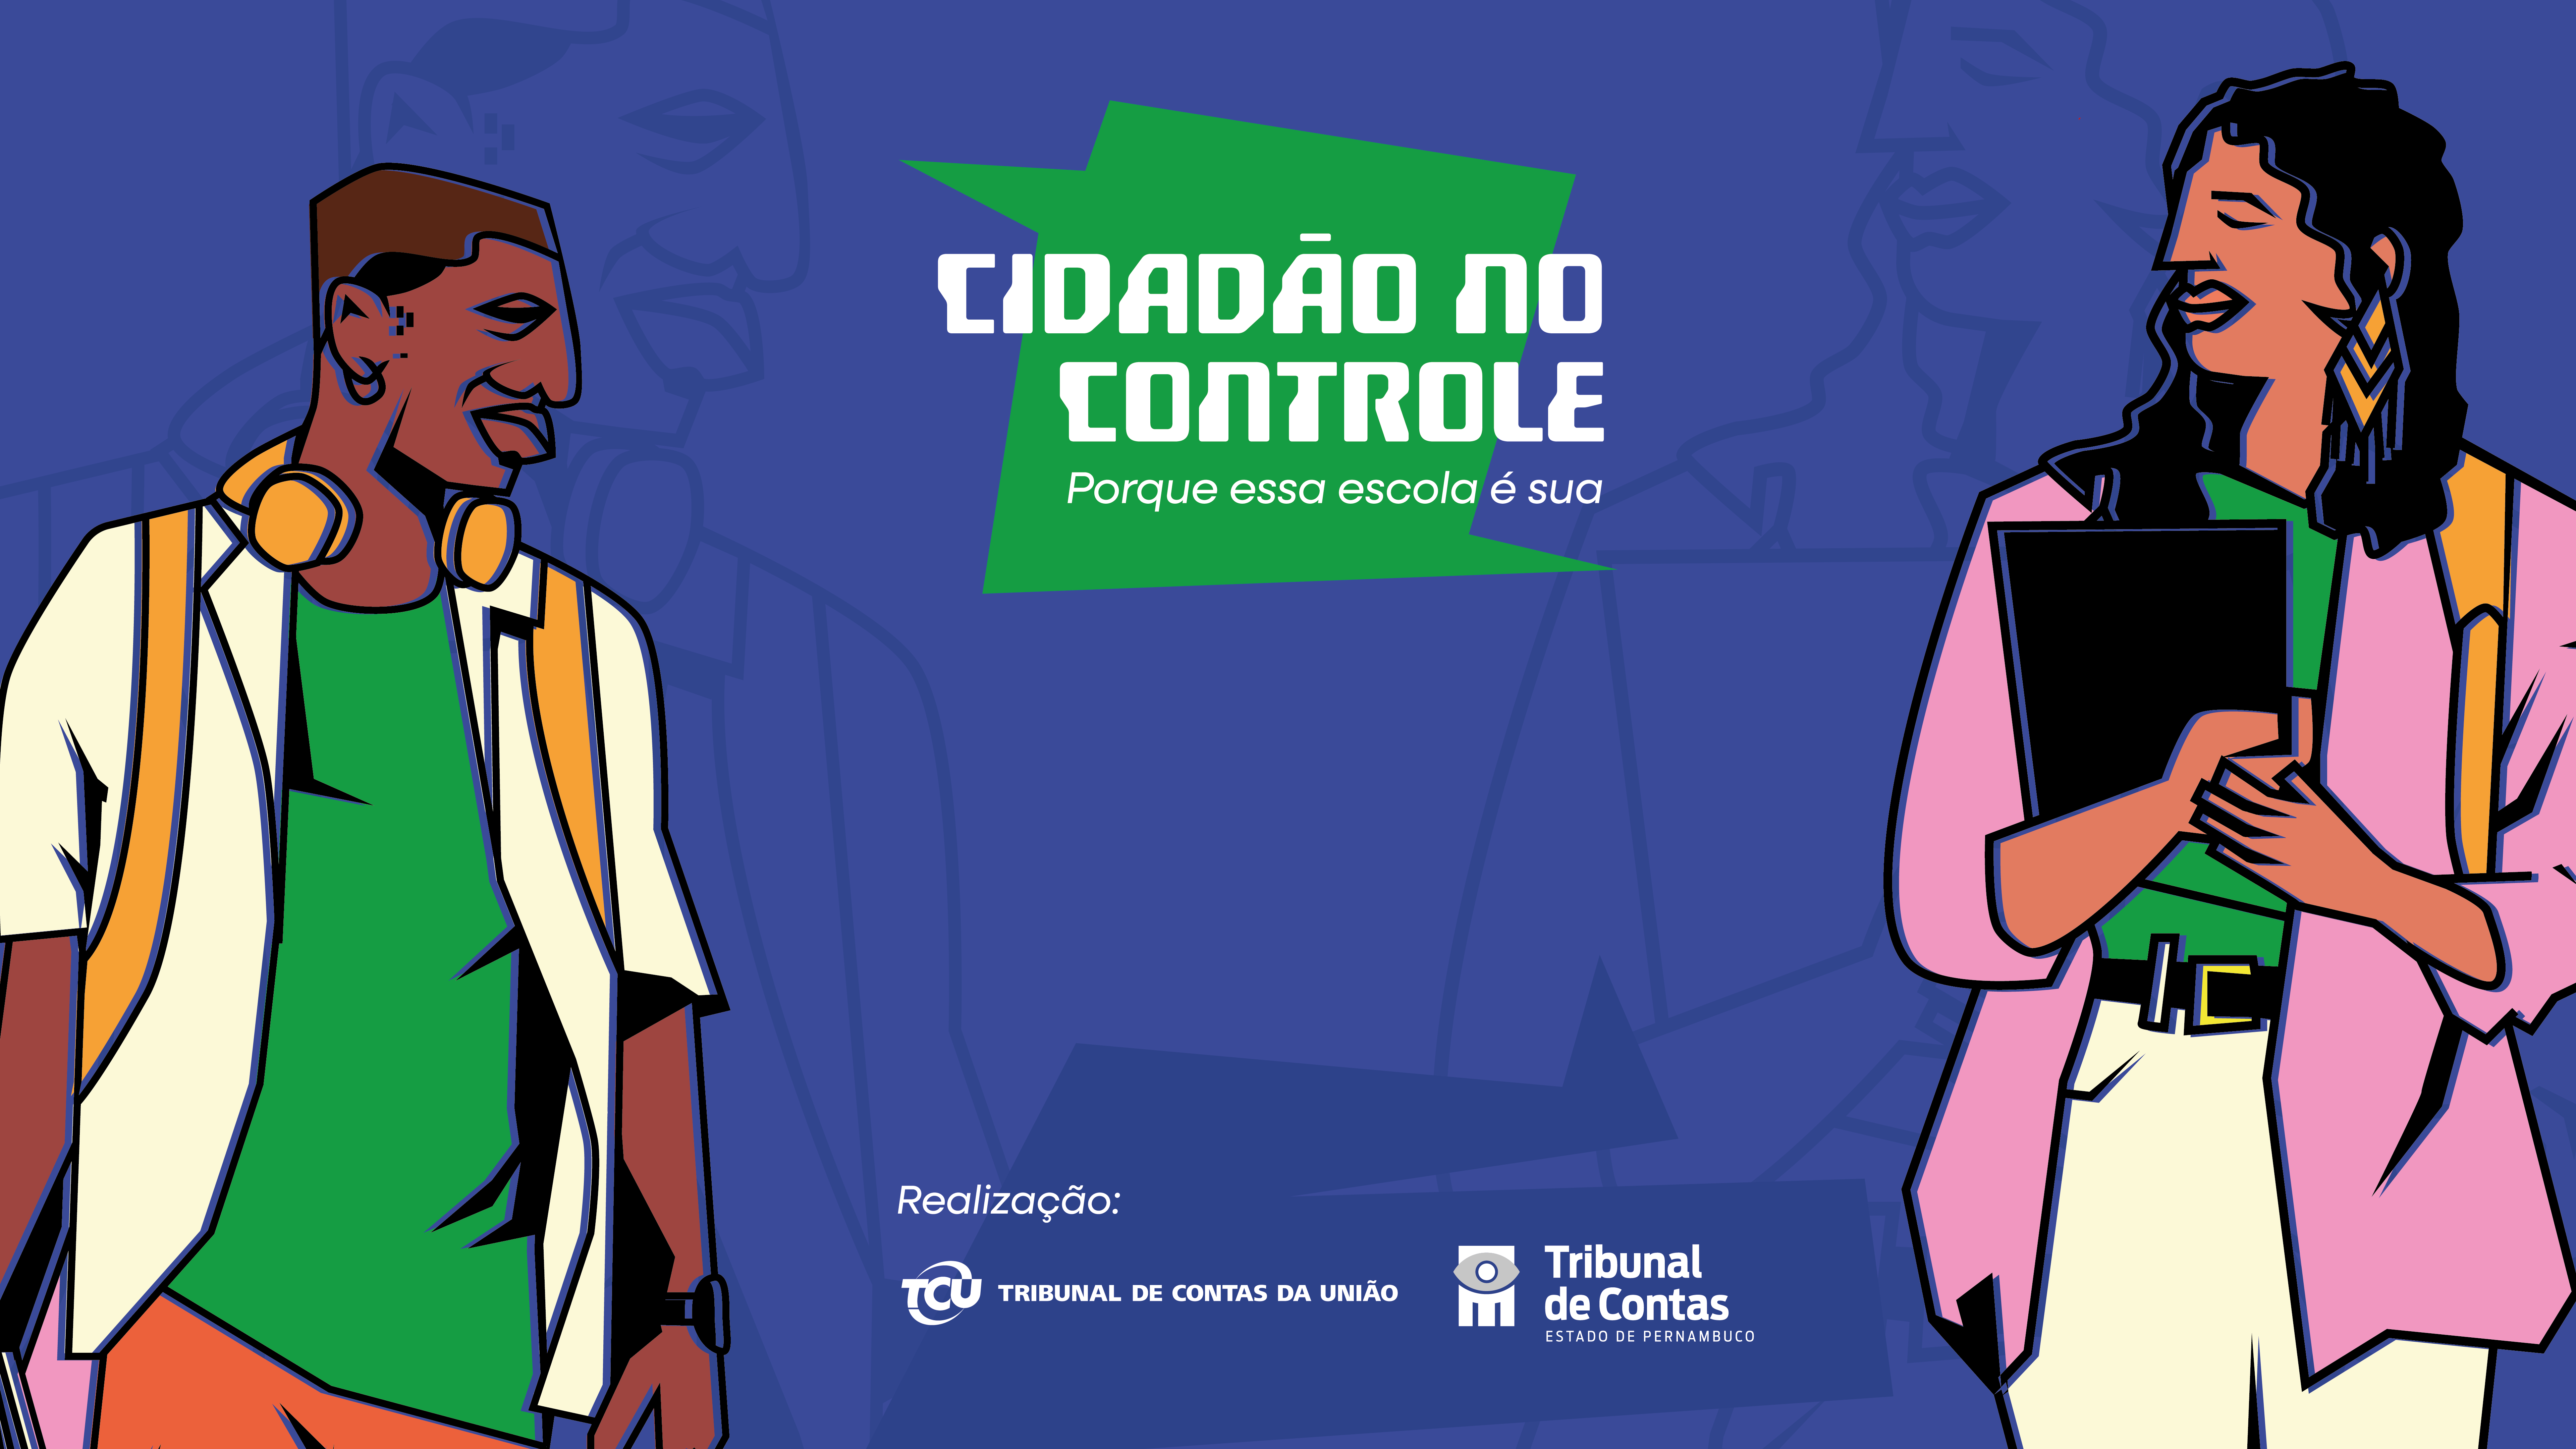 CIDADÃO NO
CONTROLE
Porque essa escola é sua
Realização:
TCU TRIBUNAL DE CONTAS DA UNIÃO
Tribunal
de Contas
ESTADO DE PERNAMBUCO